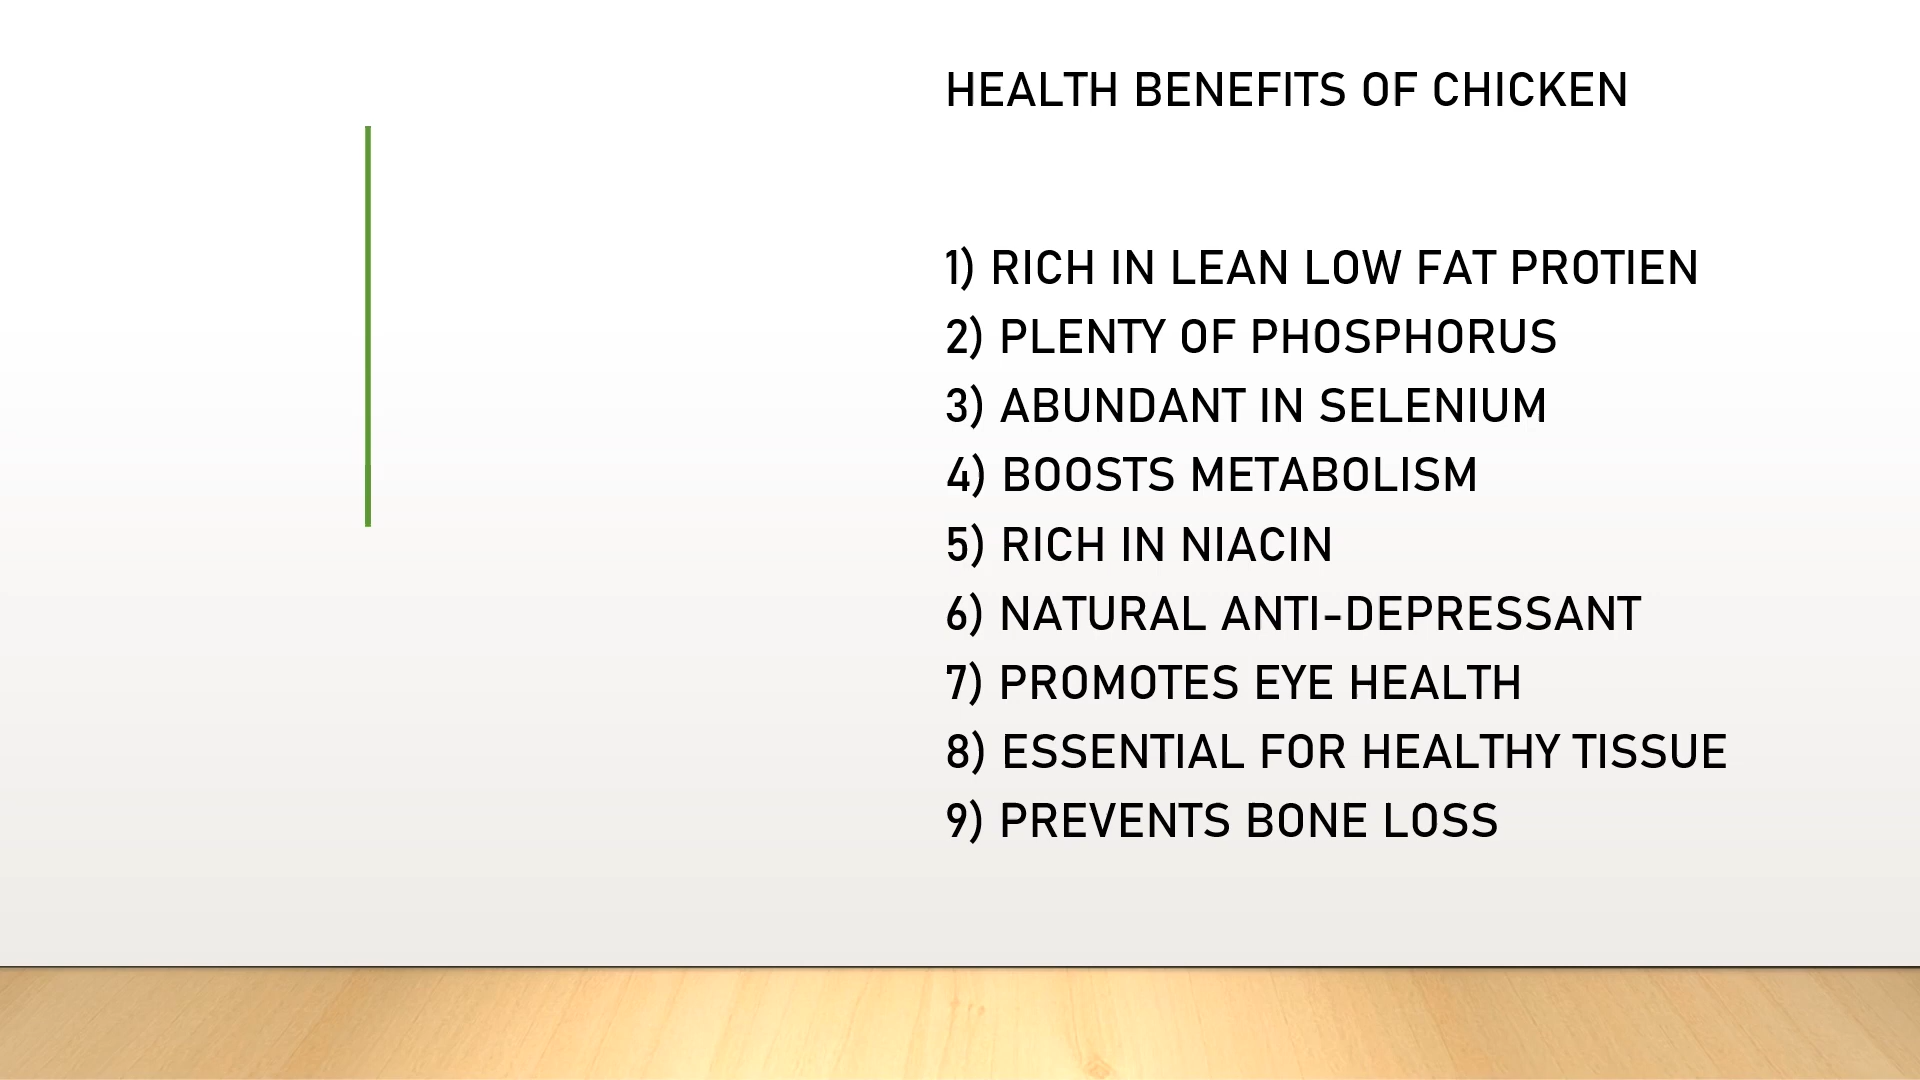 HEALTH BENEFITS OF CHICKEN
1) RICH IN LEAN LOW FAT PROTIEN
2) PLENTY OF PHOSPHORUS
3) ABUNDANT IN SELENIUM
4) BOOSTS METABOLISM
5) RICH IN NIACIN
6) NATURAL ANTI-DEPRESSANT
7) PROMOTES EYE HEALTH
8) ESSENTIAL FOR HEALTHY TISSUE
9) PREVENTS BONE LOSS